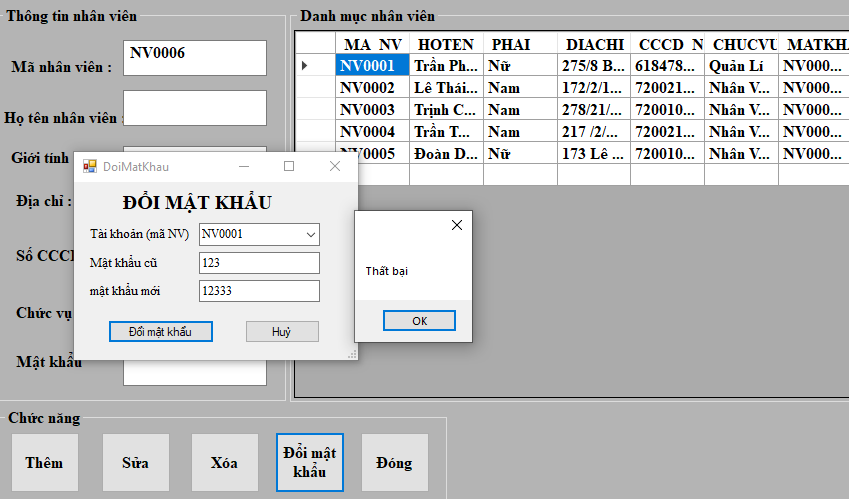 Thông tin nhân viên
Mã nhân viên :
NV0006
Họ tên nhân viên :
Giới tính
Địa chỉ :
Số CCCD
Chức vụ
Mật khẩu
Danh mục nhân viên
MA_NV HOTEN PHAI DIACHI CCCD_N CHUCVU MATKHA
NV0001 Trần Ph... Nữ 275/8 B... 618478... Quản Lí NV000...
NV0002 Lê Thái... Nam 172/2/1... 720021... Nhân V... NV000...
NV0003 Trịnh C... Nam 278/21/... 720010... Nhân V... NV000...
NV0004 Trần T... Nam 217 /2/... 720021... Nhân V... NV000...
NV0005 Đoàn D... Nữ 173 Lê ... 720010... Nhân V... NV000...
DoiMatKhau
ĐỔI MẬT KHẨU
Tài khoản (mã NV) NV0001
Mật khẩu cũ 123
mật khẩu mới 12333
Đổi mật khẩu Huỷ
Thất bại
OK
Chức năng
Thêm Sửa Xóa Đổi mật khẩu Đóng